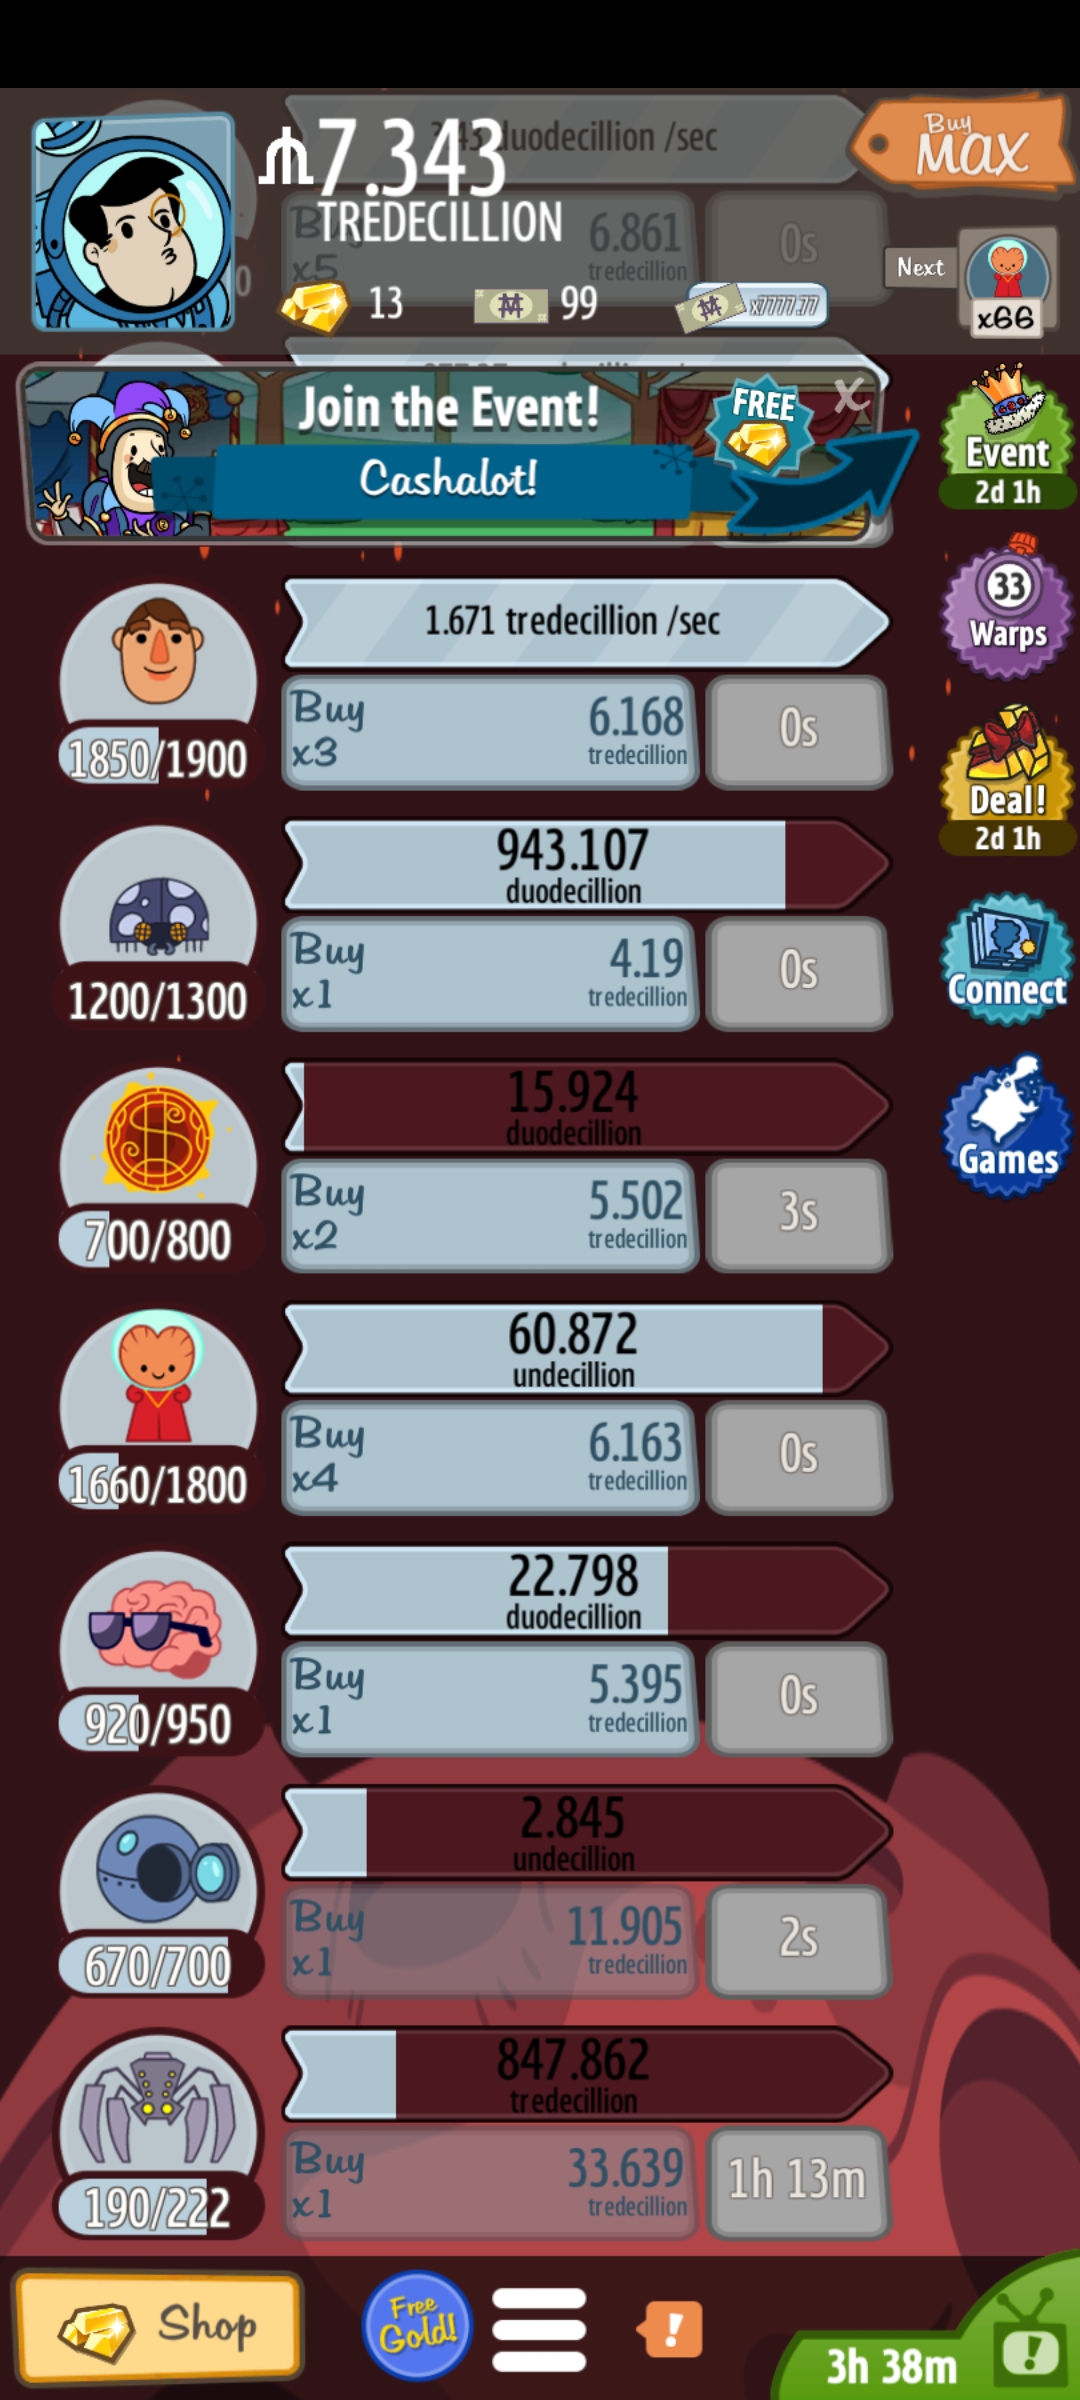 3.43 duodecillion /sec
Buy
MAX
7.343
TREDECILLION
Buy
x5
6.861
tredecillion
0s
Next
x66
13
99
x7777.77
Join the Event!
FREE
X
Cashalot!
Event
2d 1h
33
Warps
1.671 tredecillion /sec
1850/1900
Buy
x3
6.168
tredecillion
0s
Deal!
2d 1h
943.107
duodecillion
1200/1300
Buy
x1
4.19
tredecillion
0s
Connect
15.924
duodecillion
700/800
Buy
x2
5.502
tredecillion
3s
Games
60.872
undecillion
1660/1800
Buy
x4
6.163
tredecillion
0s
22.798
duodecillion
920/950
Buy
x1
5.395
tredecillion
0s
2.845
undecillion
670/700
Buy
x1
11.905
tredecillion
2s
847.862
tredecillion
190/222
Buy
x1
33.639
tredecillion
1h 13m
Shop
Free
Gold!
!
3h 38m
!